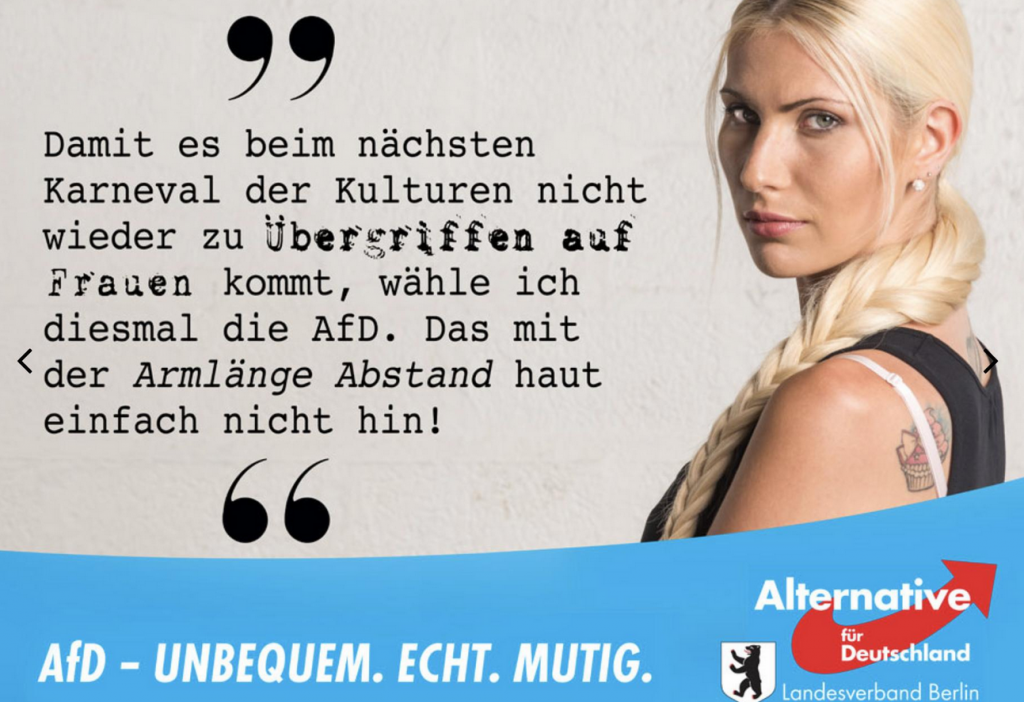 ”
Damit es beim nächsten
Karneval der Kulturen nicht
wieder zu Übergriffen auf
Frauen kommt, wähle ich
diesmal die AfD. Das mit
der Armlänge Abstand haut
einfach nicht hin!
“
Alternative
für
Deutschland
AfD – UNBEQUEM. ECHT. MUTIG.
Landesverband Berlin